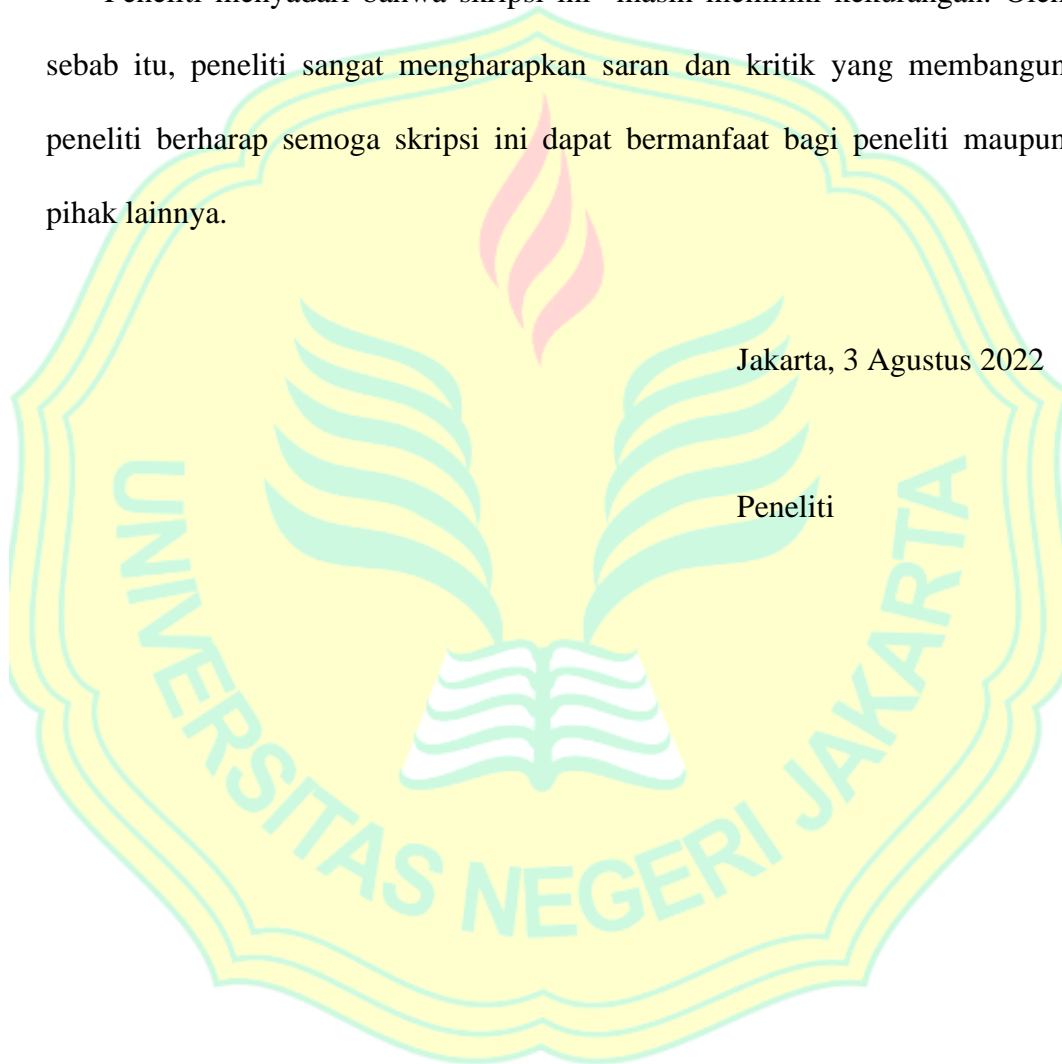 sebab itu, peneliti sangat mengharapkan saran dan kritik yang membangun
peneliti berharap semoga skripsi ini dapat bermanfaat bagi peneliti maupun
pihak lainnya.
Jakarta, 3 Agustus 2022
Peneliti
UNIVERSITAS NEGERI JAKARTA